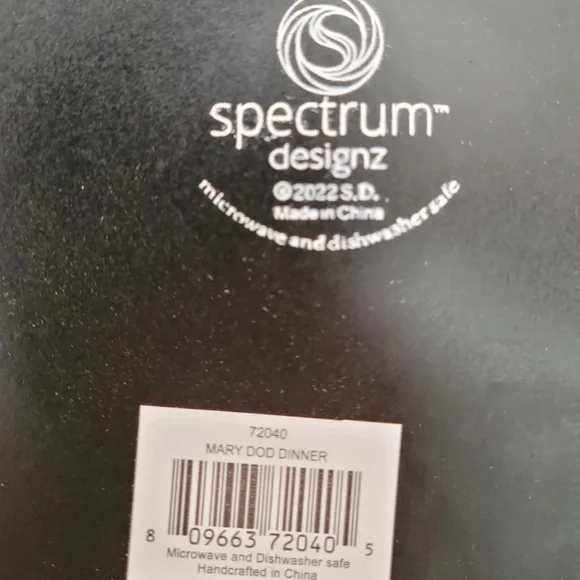 S
spectrum™
designz
©2022 S.D.
Made in China
microwave and dishwasher safe
72040
MARY DOD DINNER
8 09663 72040 5
Microwave and Dishwasher safe
Handcrafted in China